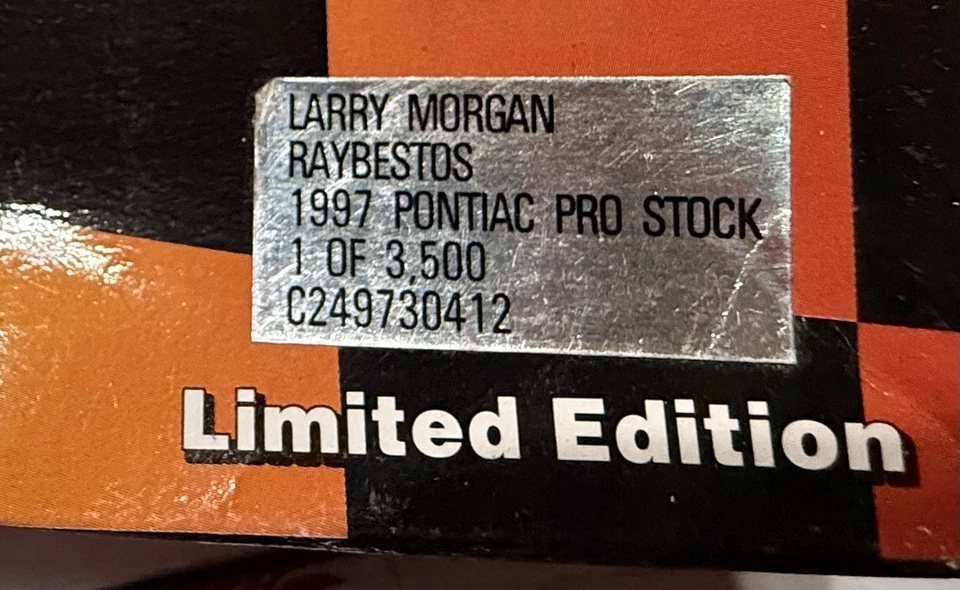 LARRY MORGAN
RAYBESTOS
1997 PONTIAC PRO STOCK
1 OF 3,500
C249730412
Limited Edition